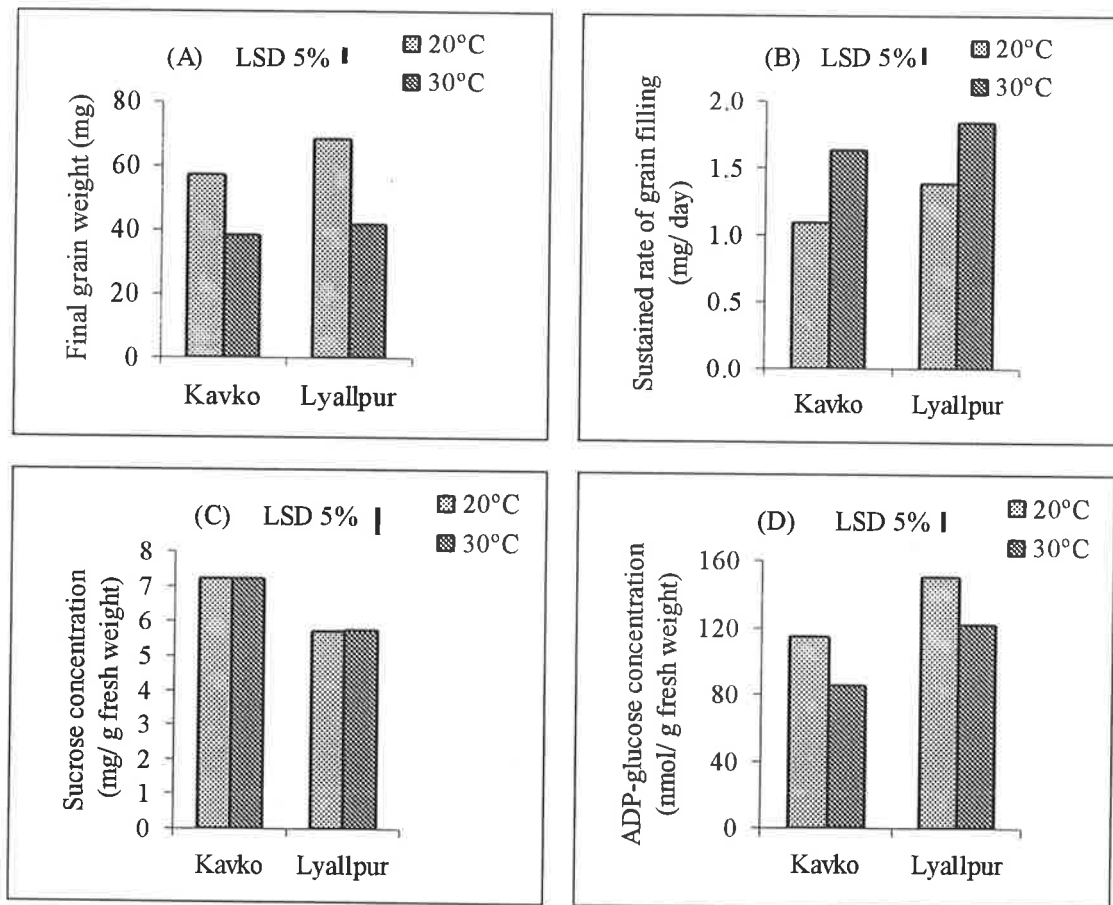 (A) LSD 5%
20°C
30°C
Final grain weight (mg)
80
60
40
20
0
Kavko Lyallpur
(B) LSD 5%
20°C
30°C
Sustained rate of grain filling
(mg/ day)
2.0
1.5
1.0
0.5
0.0
Kavko Lyallpur
(C) LSD 5%
20°C
30°C
Sucrose concentration
(mg/ g fresh weight)
8
7
6
5
4
3
2
1
0
Kavko Lyallpur
(D) LSD 5%
20°C
30°C
ADP-glucose concentration
(nmol/ g fresh weight)
160
120
80
40
0
Kavko Lyallpur